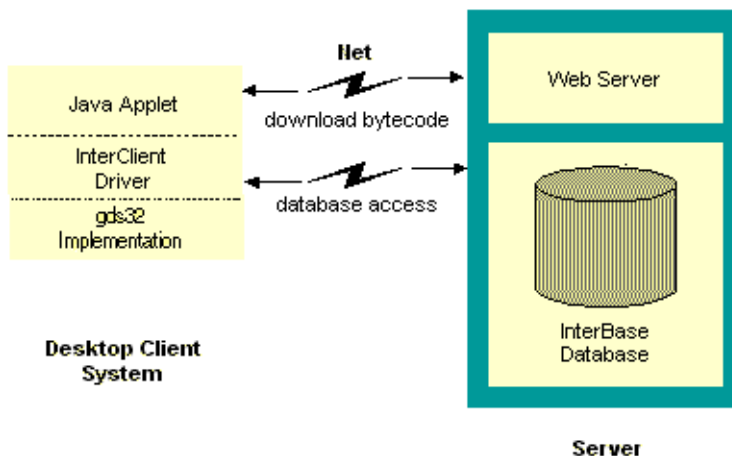 Net
Java Applet
download bytecode
Web Server
InterClient
Driver
database access
gds32
Implementation
InterBase
Database
Desktop Client
System
Server